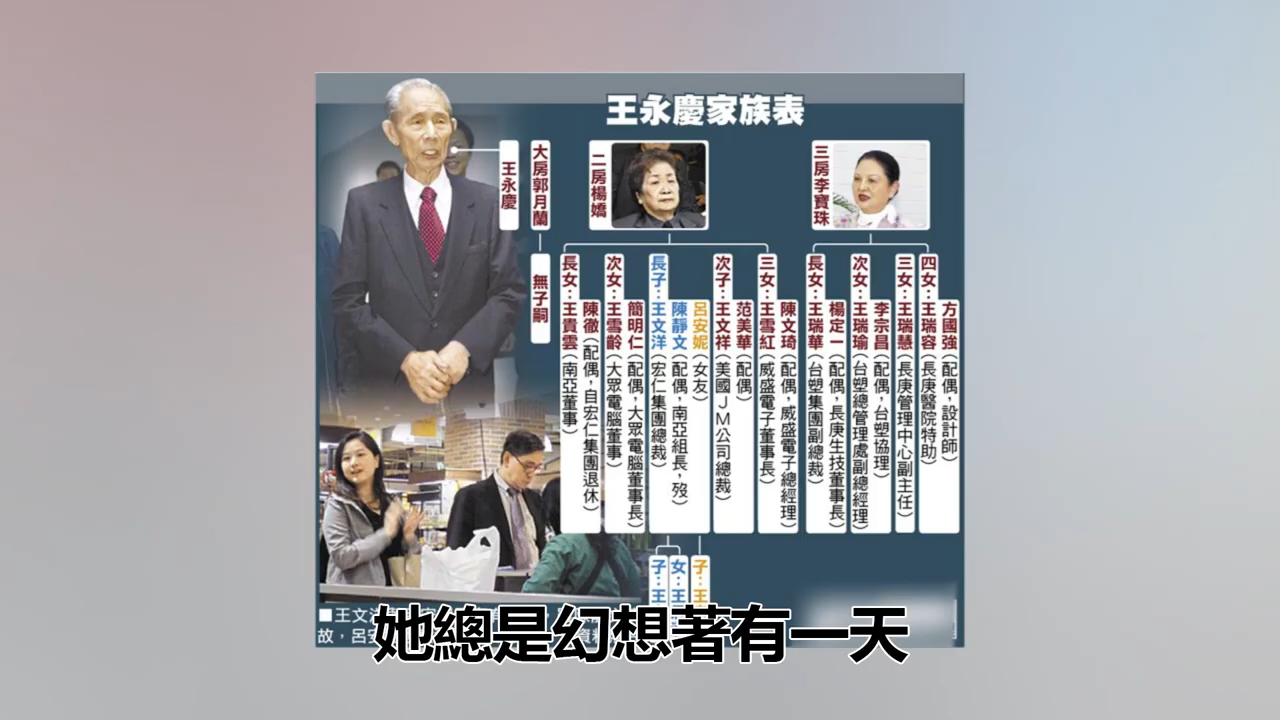 王永慶家族表
王永慶
大房郭月蘭
無子嗣
二房楊嬌
長女：王貴雲（南亞董事）
陳徹（配偶，自宏仁集團退休）
次女：王雪齡（大眾電腦董事）
簡明仁（配偶，大眾電腦董事長）
長子：王文洋（宏仁集團總裁）
陳靜文（配偶，南亞組長，歿）
呂安妮（女友）
次子：王文祥（美國ＪＭ公司總裁）
范美華（配偶）
三女：王雪紅（威盛電子董事長）
陳文琦（配偶，威盛電子總經理）
三房李寶珠
長女：王瑞華（台塑集團副總裁）
楊定一（配偶，長庚生技董事長）
次女：王瑞瑜（台塑總管理處副總經理）
李宗昌（配偶，台塑協理）
三女：王瑞慧（長庚管理中心副主任）
四女：王瑞容（長庚醫院特助）
方國強（配偶，設計師）
子：王
女：王
子：王
■王文
故，呂安
她總是幻想著有一天